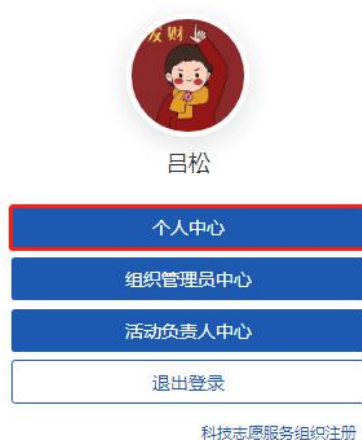 发财
吕松
个人中心
组织管理员中心
活动负责人中心
退出登录
科技志愿服务组织注册